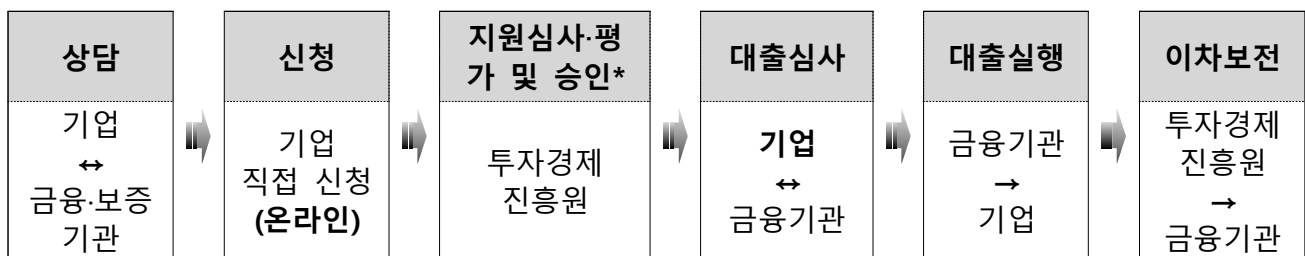 상담
기업
↔
금융·보증
기관
신청
기업
직접 신청
(온라인)
지원심사·평
가 및 승인*
투자경제
진흥원
대출심사
기업
↔
금융기관
대출실행
금융기관
→
기업
이차보전
투자경제
진흥원
→
금융기관